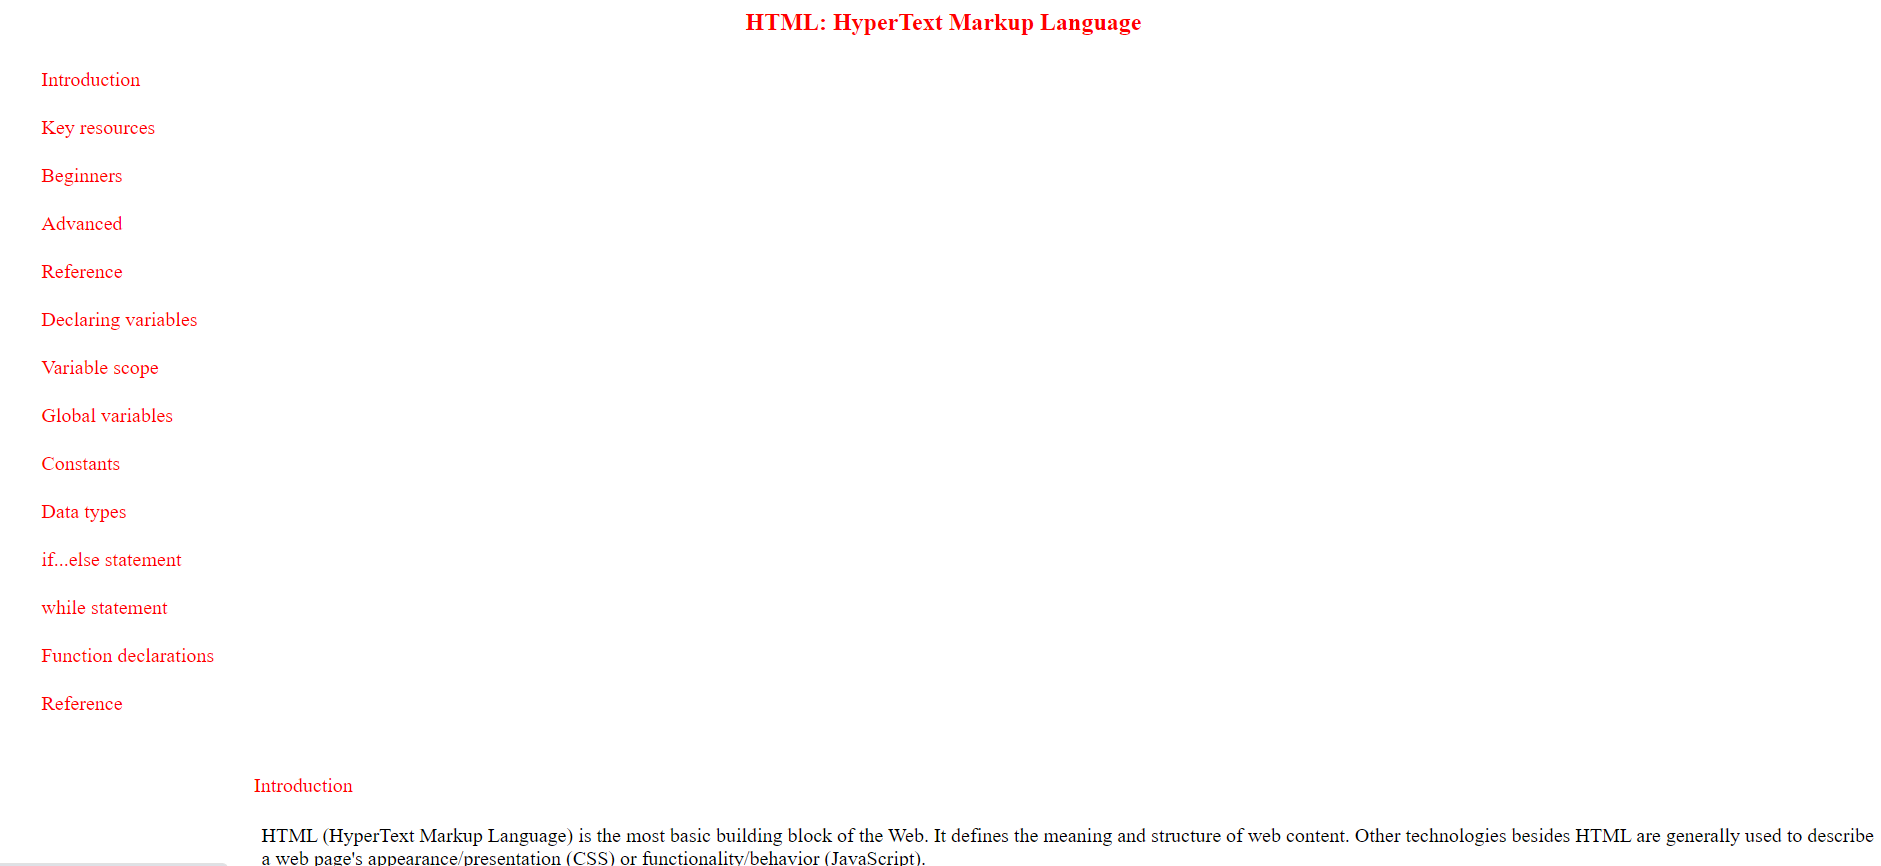 HTML: HyperText Markup Language
Introduction
Key resources
Beginners
Advanced
Reference
Declaring variables
Variable scope
Global variables
Constants
Data types
if...else statement
while statement
Function declarations
Reference
Introduction
HTML (HyperText Markup Language) is the most basic building block of the Web. It defines the meaning and structure of web content. Other technologies besides HTML are generally used to describe
a web page's appearance/presentation (CSS) or functionality/behavior (JavaScript).